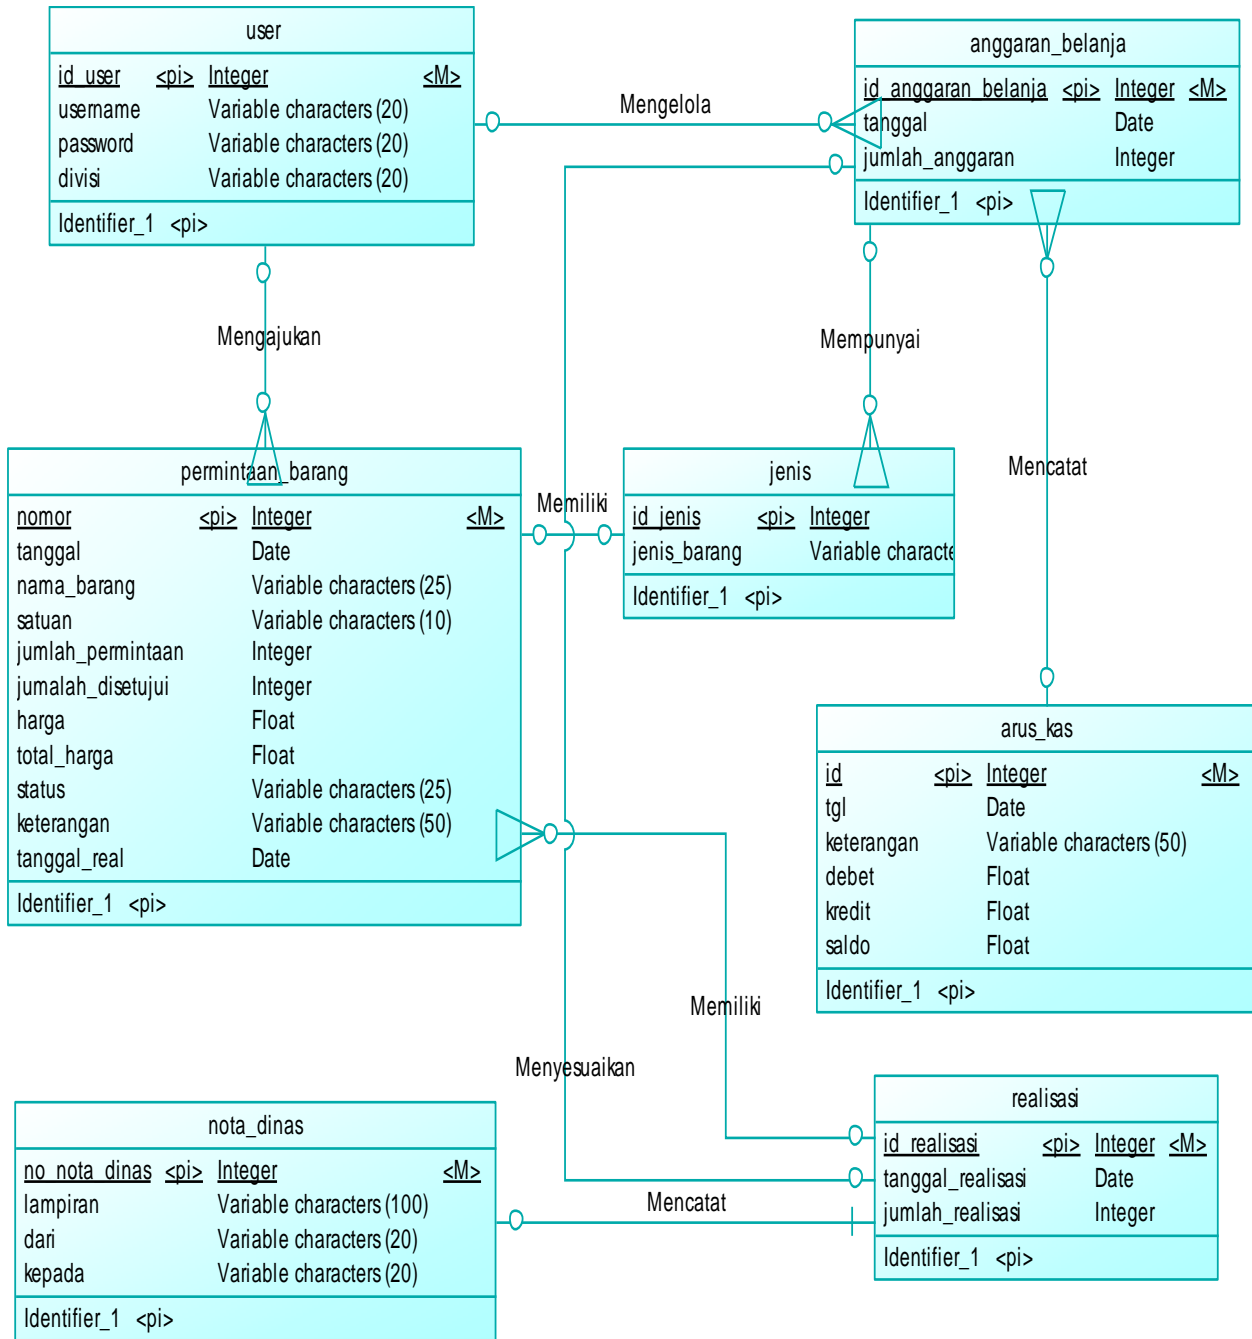 user
id_user <pi> Integer <M>
username Variable characters (20)
password Variable characters (20)
divisi Variable characters (20)
Identifier_1 <pi>
Mengelola
anggaran_belanja
id_anggaran_belanja <pi> Integer <M>
tanggal Date
jumlah_anggaran Integer
Identifier_1 <pi>
Mengajukan
Mempunyai
Mencatat
permintaan_barang
nomor <pi> Integer <M>
tanggal Date
nama_barang Variable characters (25)
satuan Variable characters (10)
jumlah_permintaan Integer
jumalah_disetujui Integer
harga Float
total_harga Float
status Variable characters (25)
keterangan Variable characters (50)
tanggal_real Date
Identifier_1 <pi>
Memiliki
jenis
id_jenis <pi> Integer
jenis_barang Variable characte
Identifier_1 <pi>
arus_kas
id <pi> Integer <M>
tgl Date
keterangan Variable characters (50)
debet Float
kredit Float
saldo Float
Identifier_1 <pi>
Memiliki
Menyesuaikan
nota_dinas
no_nota_dinas <pi> Integer <M>
lampiran Variable characters (100)
dari Variable characters (20)
kepada Variable characters (20)
Identifier_1 <pi>
Mencatat
realisasi
id_realisasi <pi> Integer <M>
tanggal_realisasi Date
jumlah_realisasi Integer
Identifier_1 <pi>